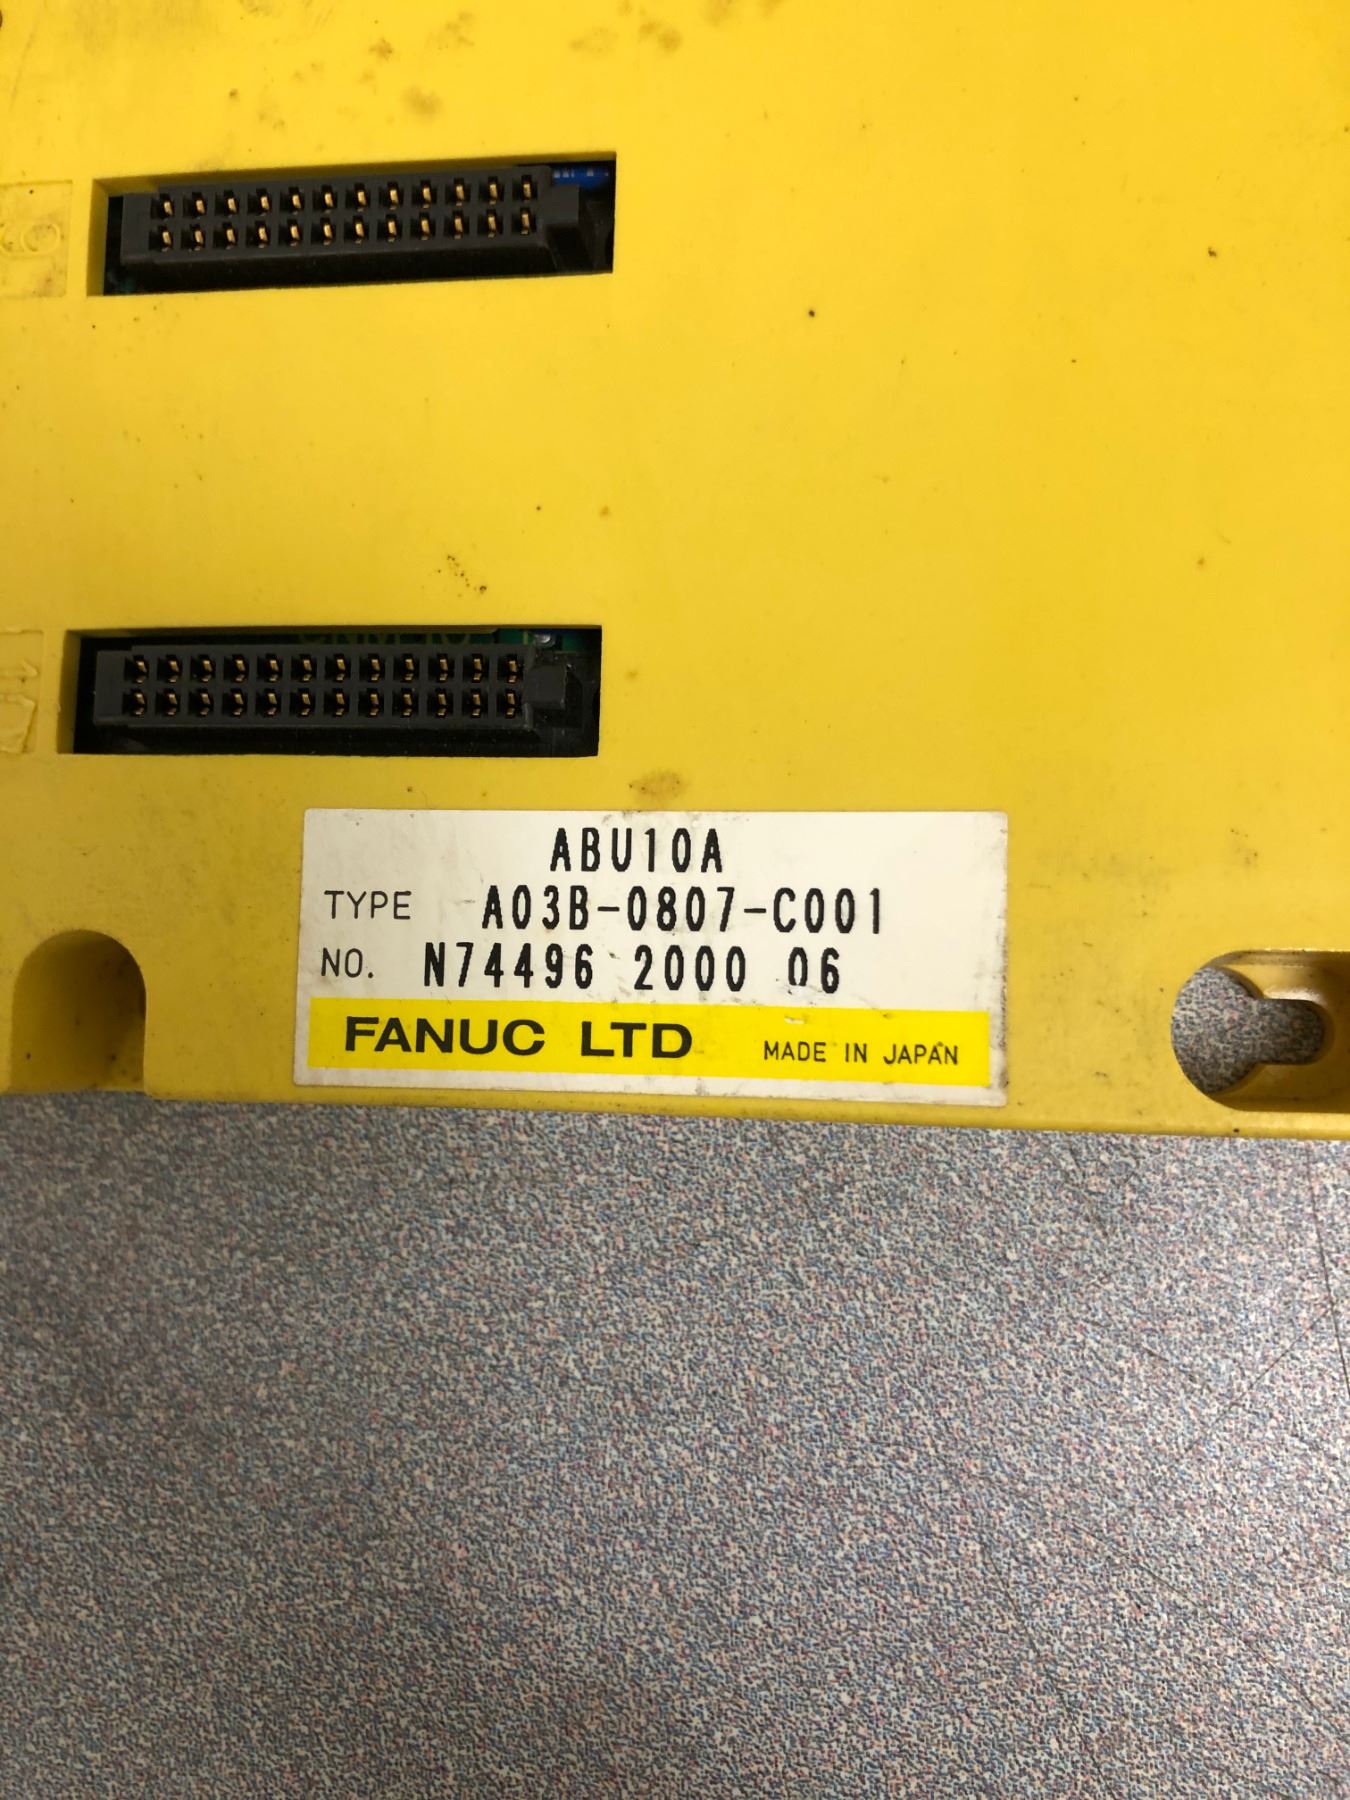 ABU10A
TYPE A03B-0807-C001
NO. N74496 2000 06
FANUC LTD MADE IN JAPAN